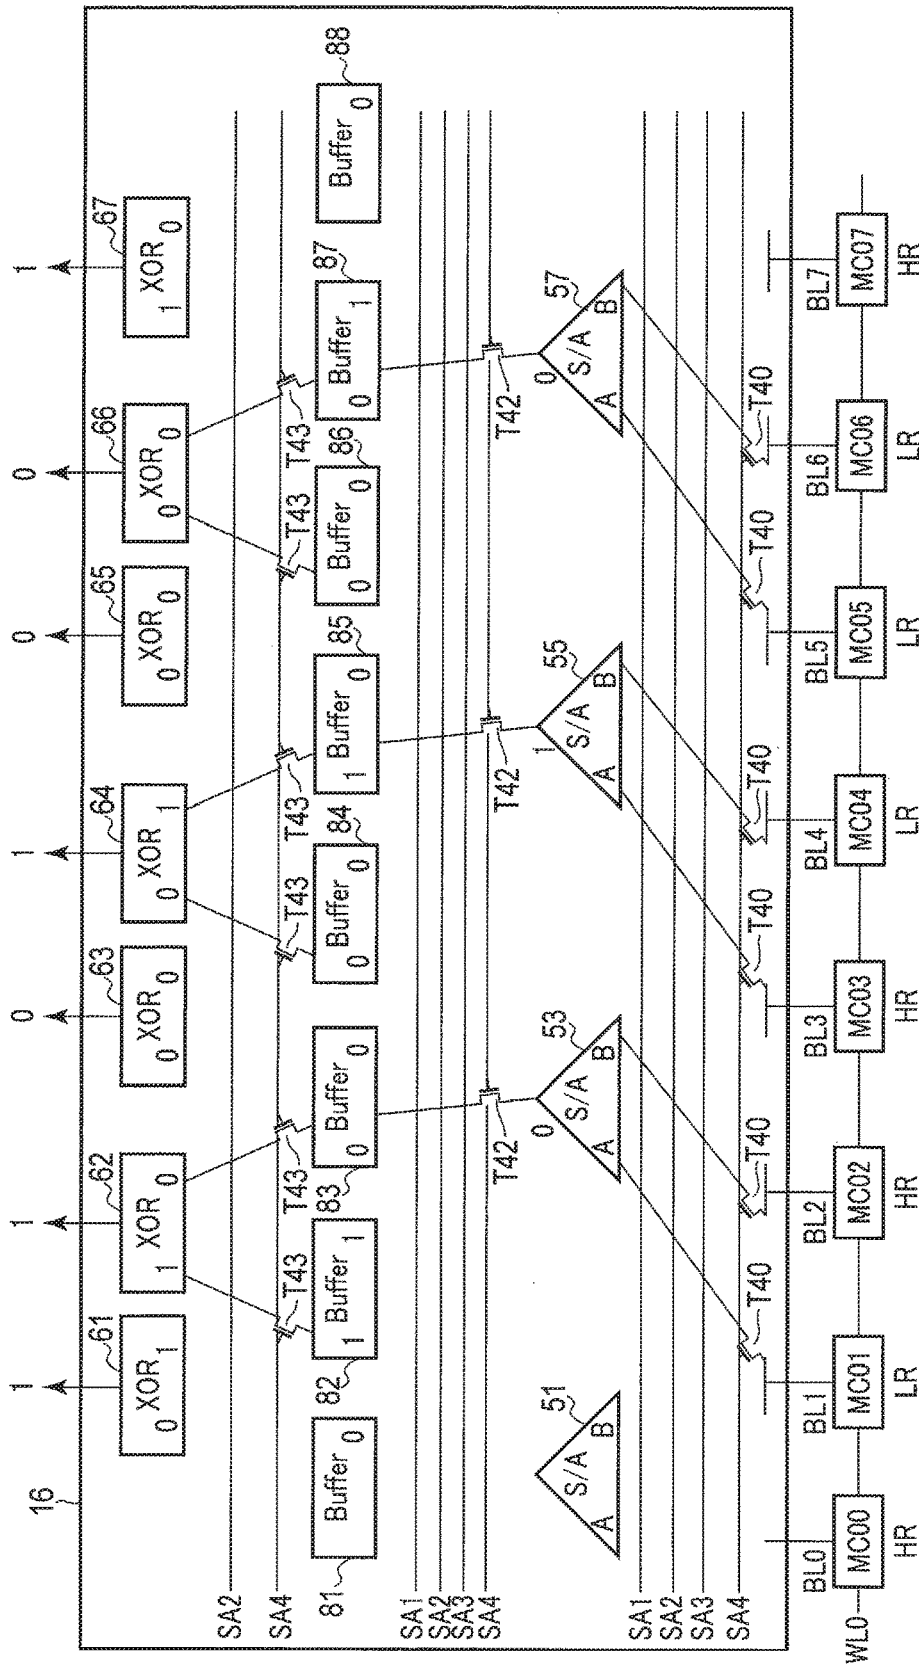 16
1 1 0 1 0 0 1
61 62 63 64 65 66 67
XOR XOR XOR XOR XOR XOR XOR
0 1 1 0 0 0 0 1 0 0 0 0 1 0
SA2
SA4
T43 T43 T43 T43 T43 T43
81 82 83 84 85 86 87 88
Buffer Buffer Buffer Buffer Buffer Buffer Buffer Buffer
0 1 1 0 0 0 0 1 0 0 0 0 1 0
SA1
SA2
SA3
SA4
T42 T42 T42
0 1 0
51 53 55 57
S/A S/A S/A S/A
A B A B A B A B
SA1
SA2
SA3
SA4
T40 T40 T40 T40 T40 T40
BL0 BL1 BL2 BL3 BL4 BL5 BL6 BL7
WL0 MC00 MC01 MC02 MC03 MC04 MC05 MC06 MC07
HR LR HR HR LR LR LR HR